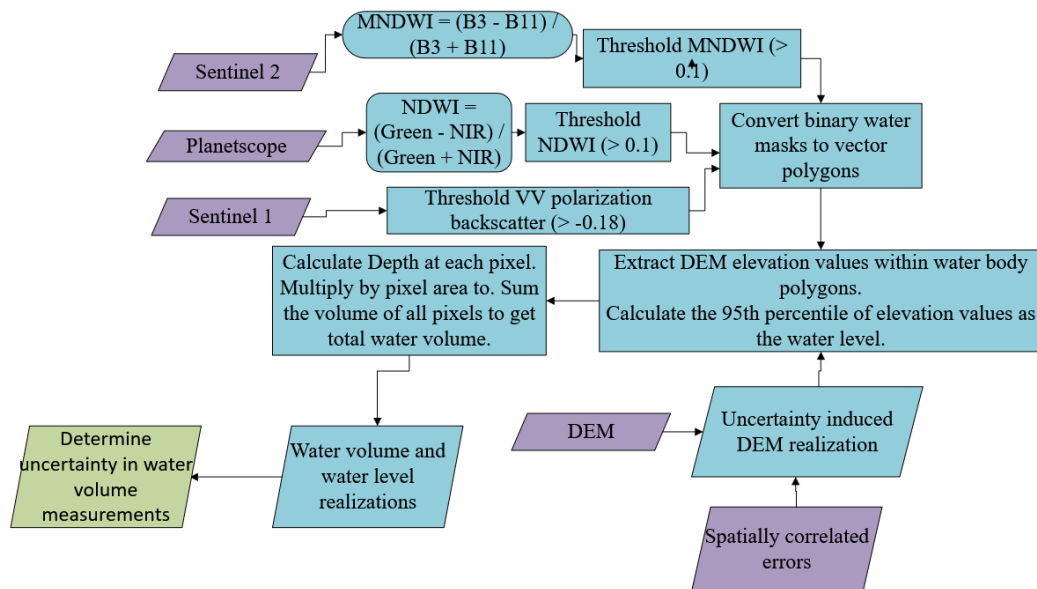 MNDWI = (B3 - B11) /
(B3 + B11)
Sentinel 2
Threshold MNDWI (>
0.1)
NDWI =
(Green - NIR) /
(Green + NIR)
Planetscope
Threshold
NDWI (> 0.1)
Convert binary water
masks to vector
polygons
Sentinel 1
Threshold VV polarization
backscatter (> -0.18)
Calculate Depth at each pixel.
Multiply by pixel area to. Sum
the volume of all pixels to get
total water volume.
Extract DEM elevation values within water body
polygons.
Calculate the 95th percentile of elevation values as
the water level.
DEM
Uncertainty induced
DEM realization
Determine
uncertainty in water
volume
measurements
Water volume and
water level
realizations
Spatially correlated
errors